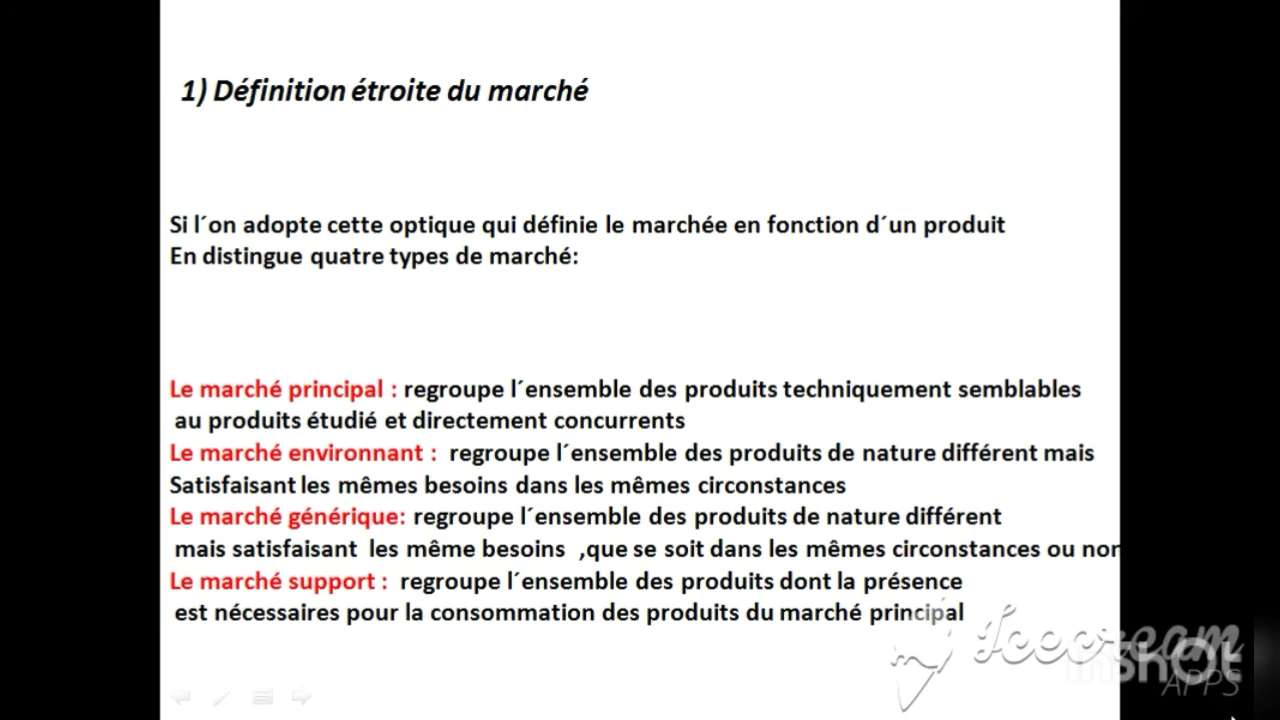 1) Définition étroite du marché
Si l´on adopte cette optique qui définie le marchée en fonction d´un produit
En distingue quatre types de marché:
Le marché principal : regroupe l´ensemble des produits techniquement semblables
au produits étudié et directement concurrents
Le marché environnant : regroupe l´ensemble des produits de nature différent mais
Satisfaisant les mêmes besoins dans les mêmes circonstances
Le marché générique: regroupe l´ensemble des produits de nature différent
mais satisfaisant les même besoins ,que se soit dans les mêmes circonstances ou non
Le marché support : regroupe l´ensemble des produits dont la présence
est nécessaires pour la consommation des produits du marché principal
Icecream
InShOt
APPS